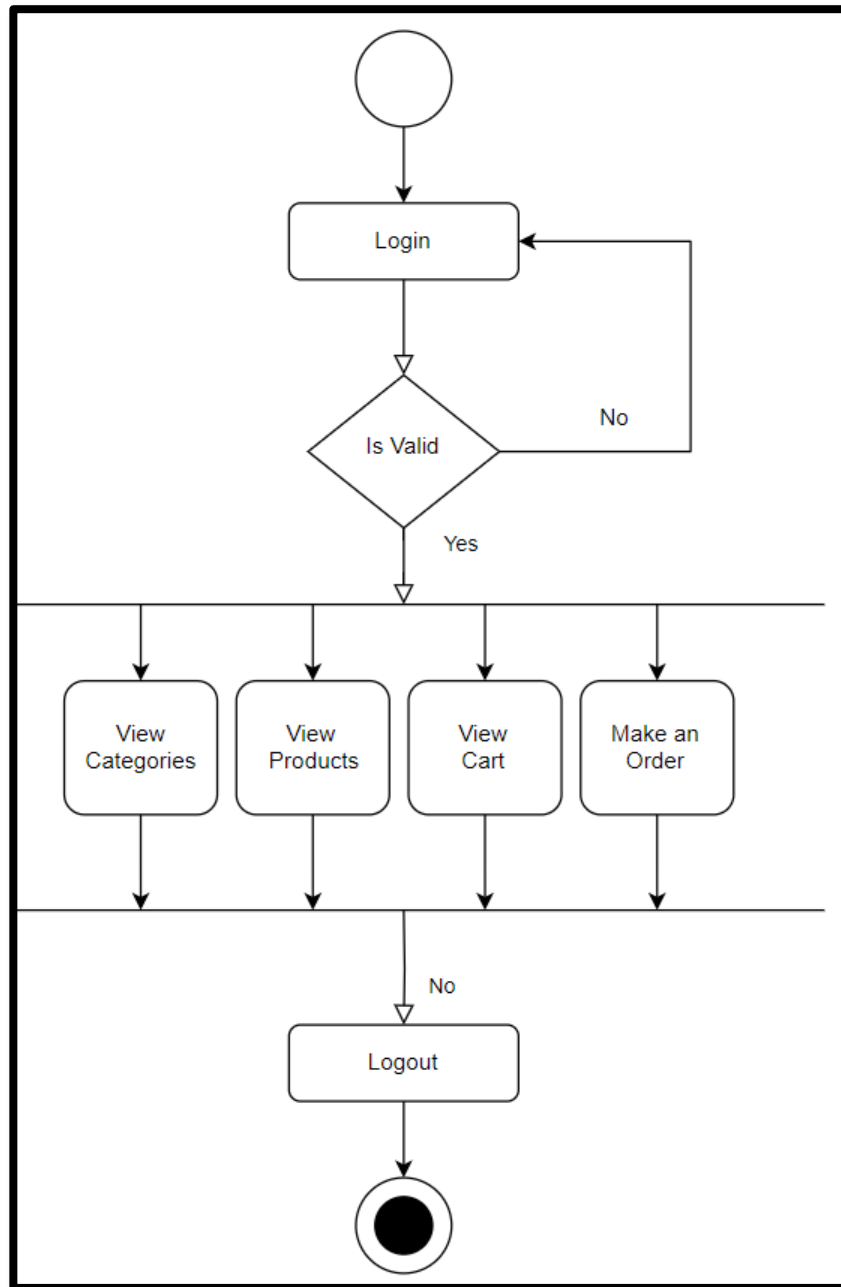 Login
Is Valid
No
Yes
View
Categories
View
Products
View
Cart
Make an
Order
No
Logout